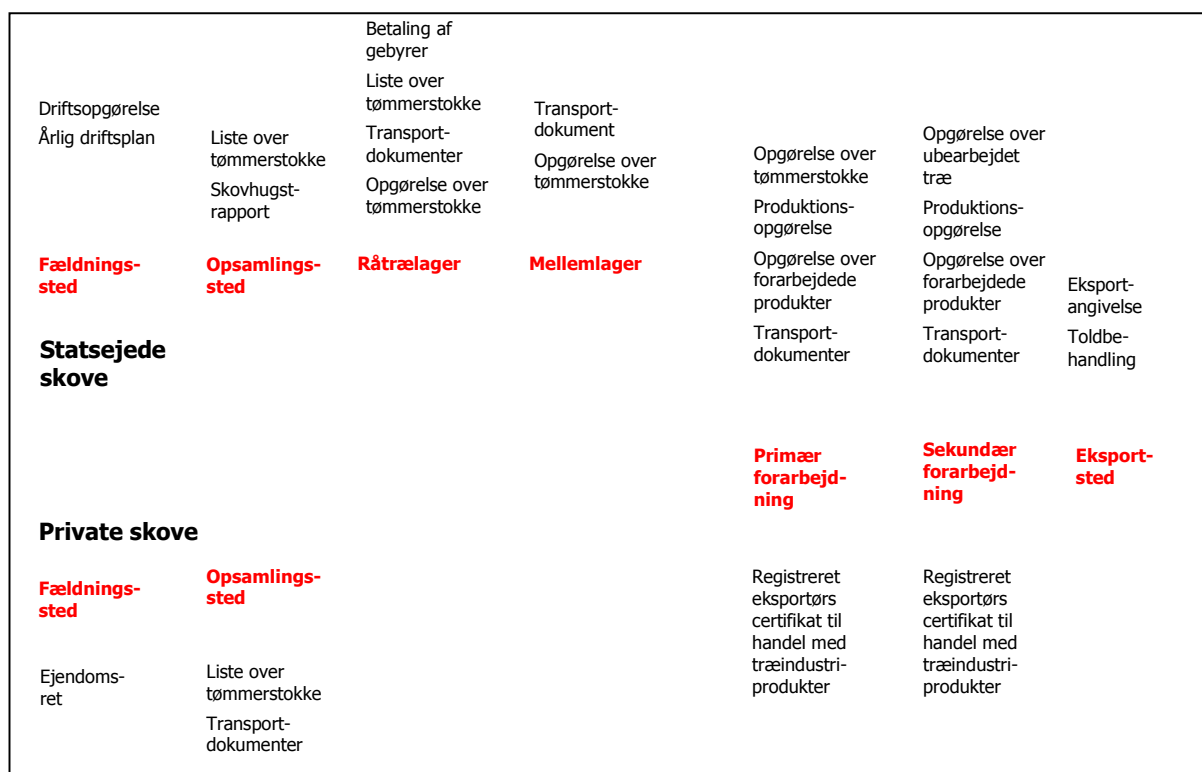 Driftsopgørelse
Årlig driftsplan
Liste over
tømmerstokke
Skovhugst-
rapport
Betaling af
gebyrer
Liste over
tømmerstokke
Transport-
dokumenter
Opgørelse over
tømmerstokke
Transport-
dokument
Opgørelse over
tømmerstokke
Opgørelse over
tømmerstokke
Produktions-
opgørelse
Opgørelse over
forarbejdede
produkter
Transport-
dokumenter
Opgørelse over
ubearbejdet
træ
Produktions-
opgørelse
Opgørelse over
forarbejdede
produkter
Transport-
dokumenter
Eksport-
angivelse
Toldbe-
handling
Fældnings-
sted
Opsamlings-
sted
Råtrælager
Mellemlager
Statsejede
skove
Primær
forarbejd-
ning
Sekundær
forarbejd-
ning
Eksport-
sted
Private skove
Fældnings-
sted
Opsamlings-
sted
Ejendoms-
ret
Liste over
tømmerstokke
Transport-
dokumenter
Registreret
eksportørs
certifikat til
handel med
træindustri-
produkter
Registreret
eksportørs
certifikat til
handel med
træindustri-
produkter